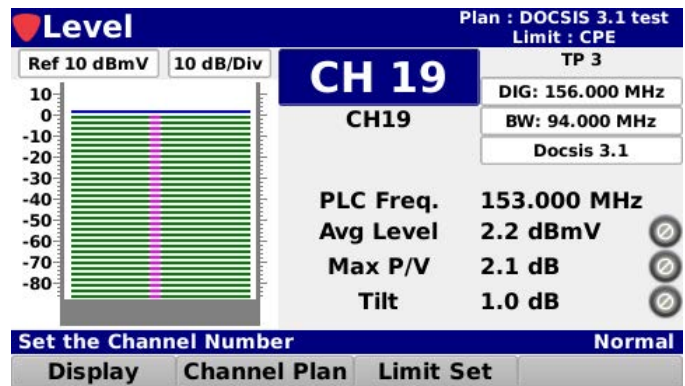 Level
Plan : DOCSIS 3.1 test
Limit : CPE
Ref 10 dBmV
10 dB/Div
10
0
-10
-20
-30
-40
-50
-60
-70
-80
CH 19
CH19
TP 3
DIG: 156.000 MHz
BW: 94.000 MHz
Docsis 3.1
PLC Freq. 153.000 MHz
Avg Level 2.2 dBmV
Max P/V 2.1 dB
Tilt 1.0 dB
Set the Channel Number Normal
Display Channel Plan Limit Set